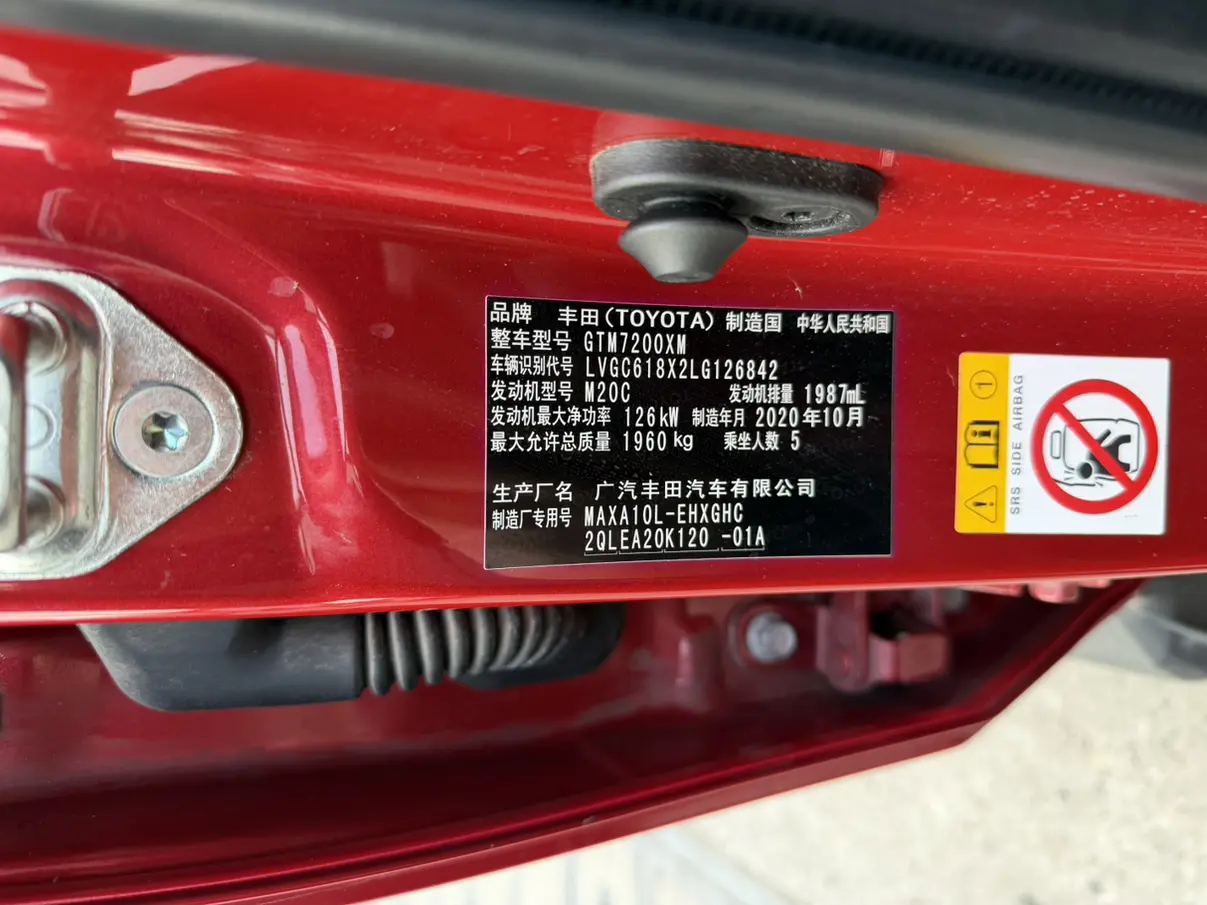 品牌 丰田(TOYOTA) 制造国 中华人民共和国
整车型号 GTM7200XM
车辆识别代号 LVGC618X2LG126842
发动机型号 M20C 发动机排量 1987mL
发动机最大净功率 126kW 制造年月 2020年10月
最大允许总质量 1960kg 乘坐人数 5
生产厂名 广汽丰田汽车有限公司
制造厂专用号 MAXA10L-EHXGHC
2QLEA20K120 -01A
1
SRS SIDE AIRBAG